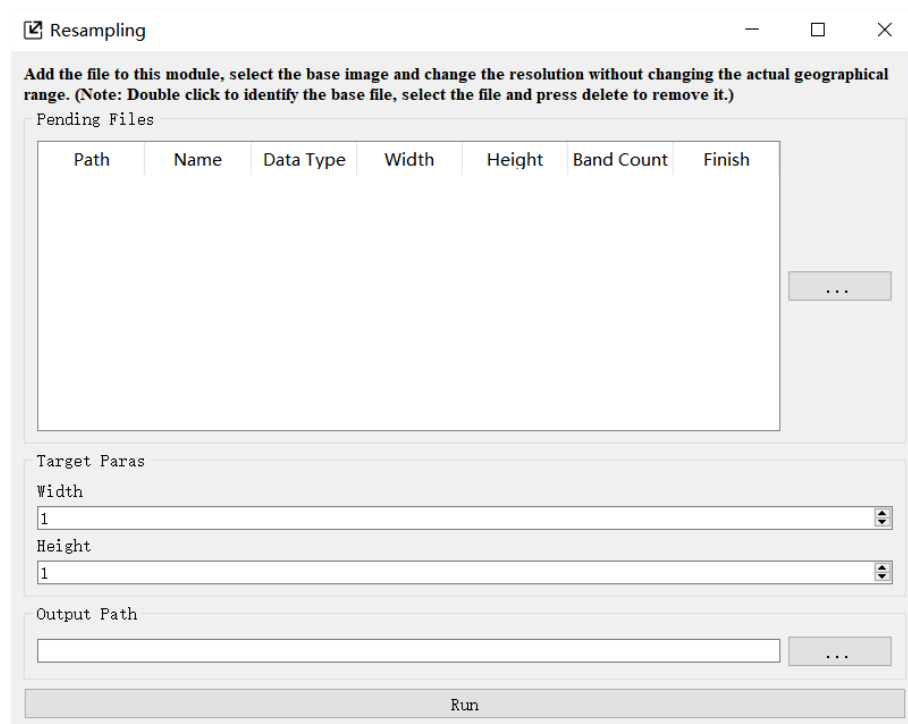 Resampling
Add the file to this module, select the base image and change the resolution without changing the actual geographical
range. (Note: Double click to identify the base file, select the file and press delete to remove it.)
Pending Files
Path Name Data Type Width Height Band Count Finish
...
Target Paras
Width
1
Height
1
Output Path
...
Run